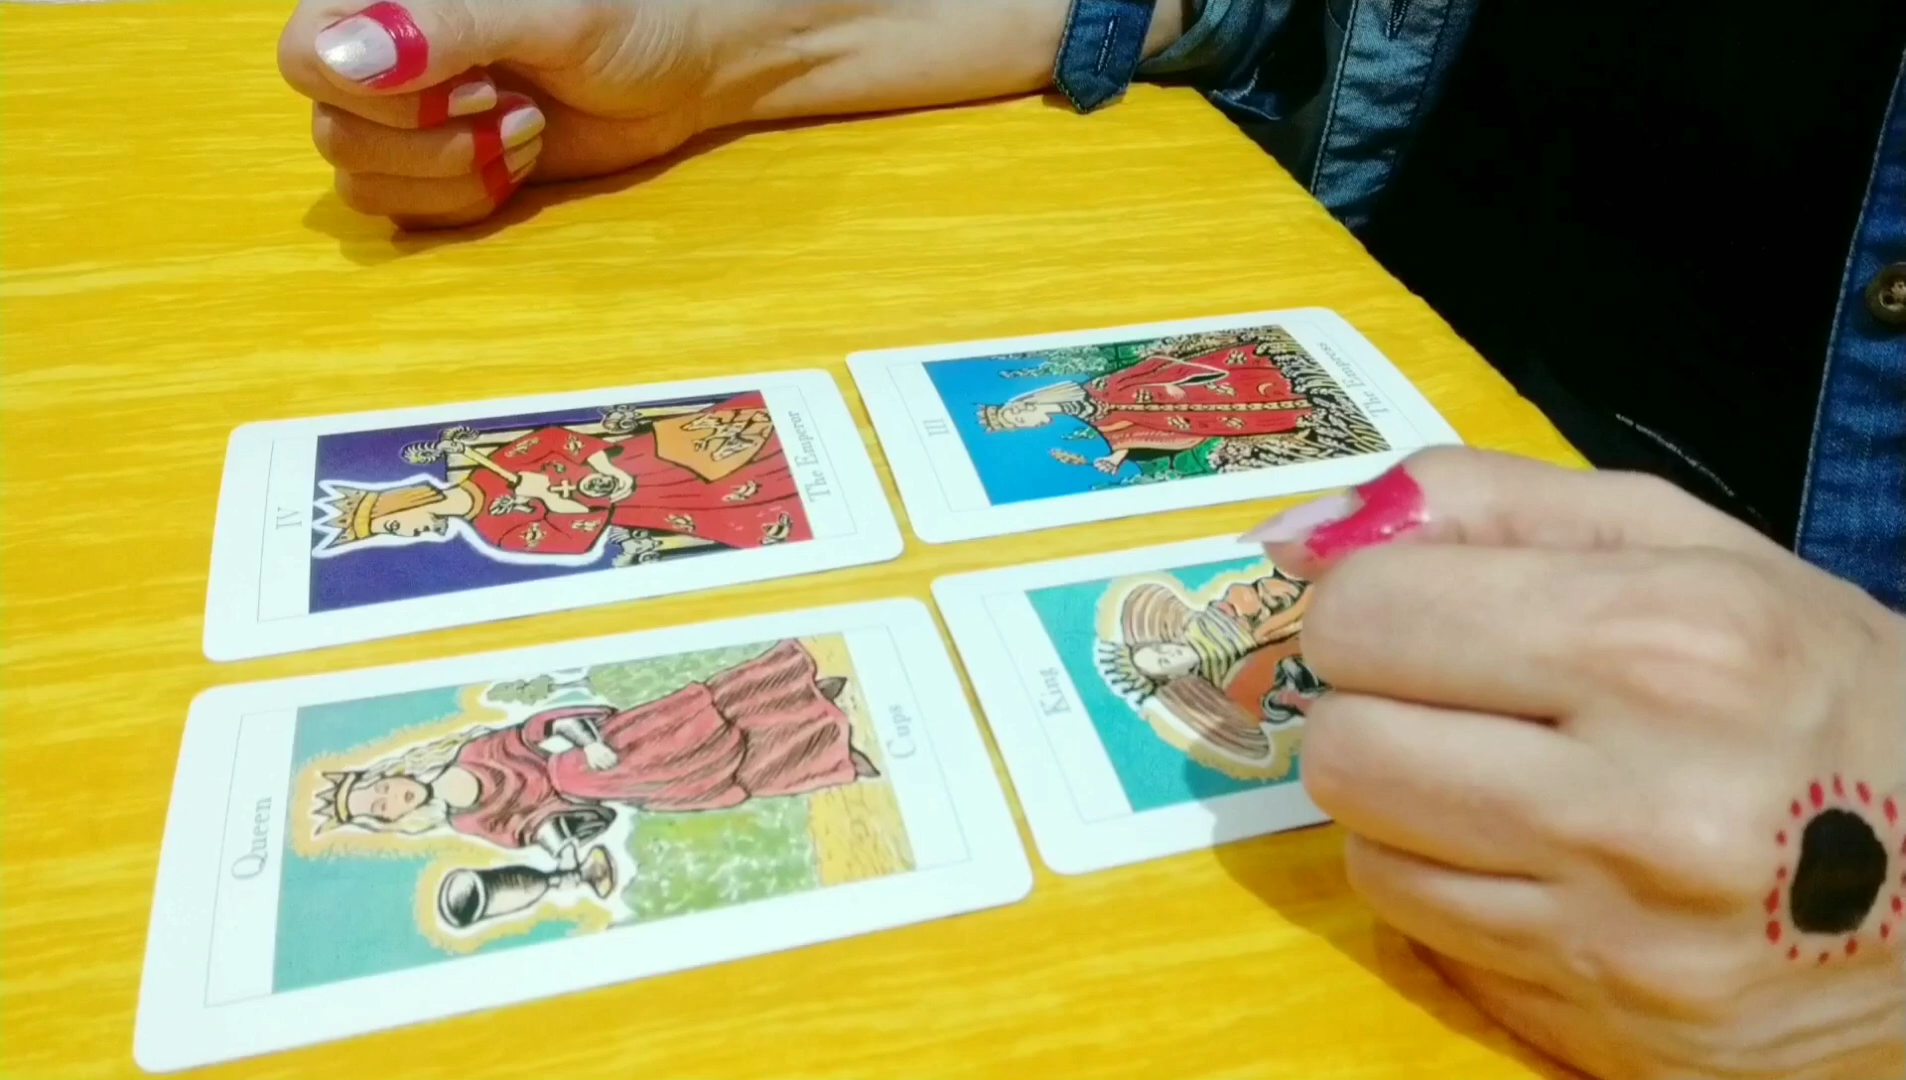 IV
The Emperor
III
The Empress
Queen
Cups
King